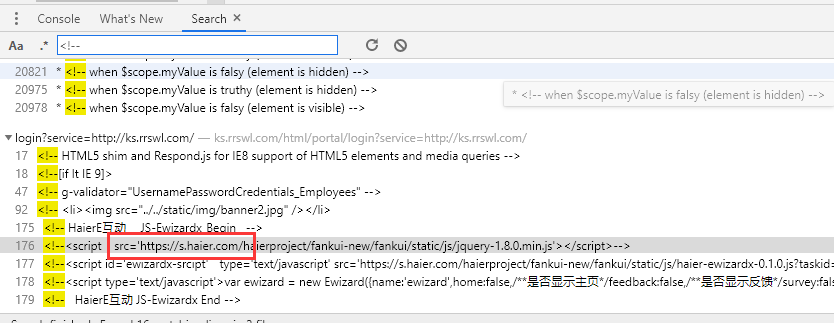 Console What's New Search ×
Aa .* <!--
20821 * <!-- when $scope.myValue is falsy (element is hidden) -->
20975 * <!-- when $scope.myValue is truthy (element is hidden) -->
20978 * <!-- when $scope.myValue is falsy (element is visible) -->
* <!-- when $scope.myValue is falsy (element is hidden) -->
login?service=http://ks.rrswl.com/ — ks.rrswl.com/html/portal/login?service=http://ks.rrswl.com/
17 <!-- HTML5 shim and Respond.js for IE8 support of HTML5 elements and media queries -->
18 <!--[if lt IE 9]>
47 <!-- g-validator="UsernamePasswordCredentials_Employees" -->
92 <!-- <li><img src="../../static/img/banner2.jpg" /></li>
175 <!-- HaierE互动 JS-Ewizardx Begin -->
176 <!--<script src='https://s.haier.com/haierproject/fankui-new/fankui/static/js/jquery-1.8.0.min.js'></script>-->
177 <!--<script id='ewizardx-srcipt' type='text/javascript' src='https://s.haier.com/haierproject/fankui-new/fankui/static/js/haier-ewizardx-0.1.0.js?taskid=
178 <!--<script type='text/javascript'>var ewizard = new Ewizard({name:'ewizard',home:false,/**是否显示主页*/feedback:false,/**是否显示反馈*/survey:fa
179 <!-- HaierE互动 JS-Ewizardx End -->